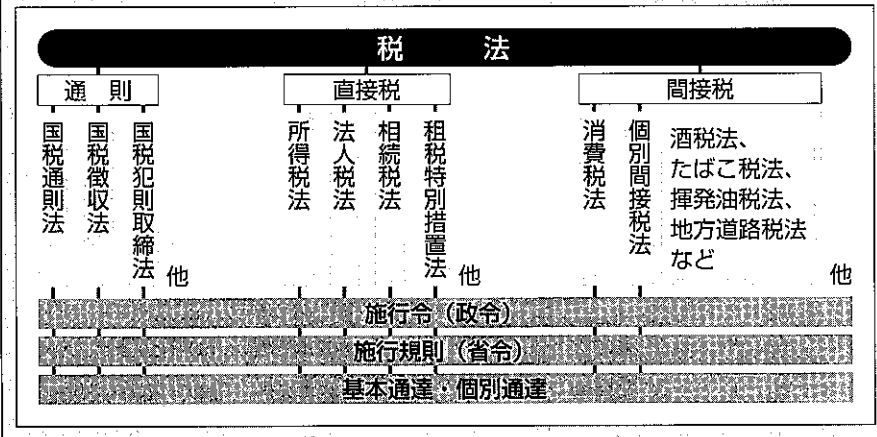 税　法
通　則
国税通則法
国税徴収法
国税犯則取締法
他
直接税
所得税法
法人税法
相続税法
租税特別措置法
他
間接税
消費税法
個別間接税法
酒税法、
たばこ税法、
揮発油税法、
地方道路税法
など
他
施行令（政令）
施行規則（省令）
基本通達・個別通達